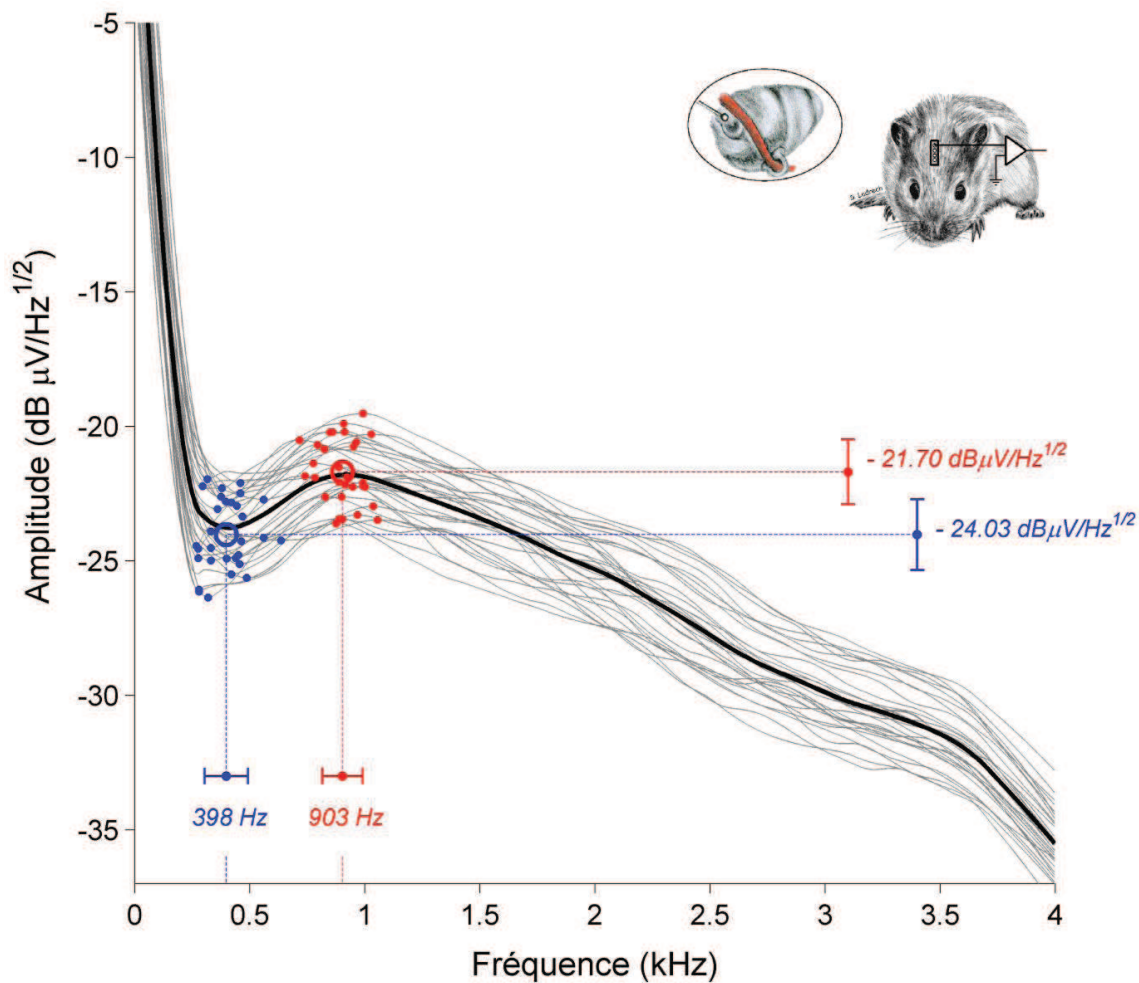 -5
-10
-15
-20
-25
-30
-35
Amplitude (dB µV/Hz1/2)
- 21.70 dBµV/Hz1/2
- 24.03 dBµV/Hz1/2
398 Hz
903 Hz
0 0.5 1 1.5 2 2.5 3 3.5 4
Fréquence (kHz)